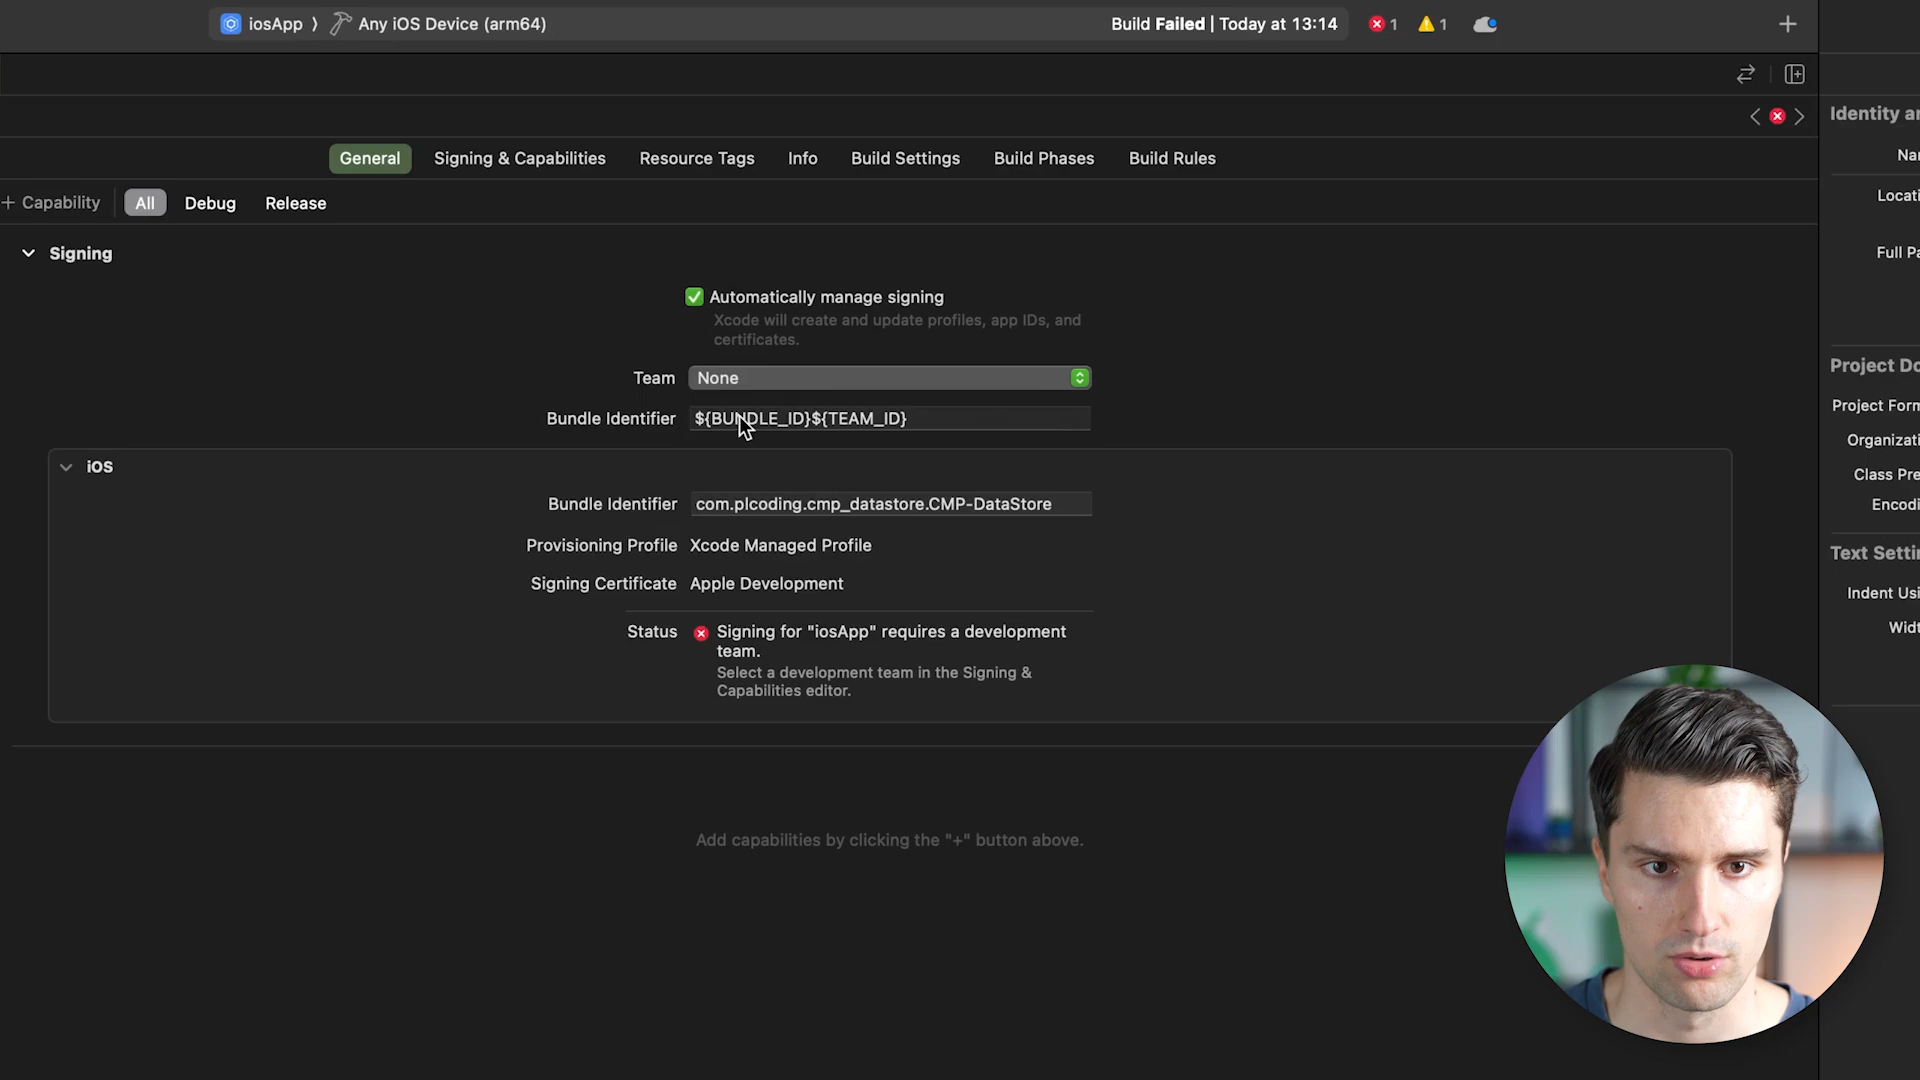 iosApp 〉 Any iOS Device (arm64)
Build Failed | Today at 13:14
1
1
General
Signing & Capabilities
Resource Tags
Info
Build Settings
Build Phases
Build Rules
+ Capability
All
Debug
Release
Signing
Automatically manage signing
Xcode will create and update profiles, app IDs, and
certificates.
Team None
Bundle Identifier ${BUNDLE_ID}${TEAM_ID}
iOS
Bundle Identifier com.plcoding.cmp_datastore.CMP-DataStore
Provisioning Profile Xcode Managed Profile
Signing Certificate Apple Development
Status Signing for "iosApp" requires a development
team.
Select a development team in the Signing &
Capabilities editor.
Add capabilities by clicking the "+" button above.
Identity
Full
Project
Project
Class
Text
Indent